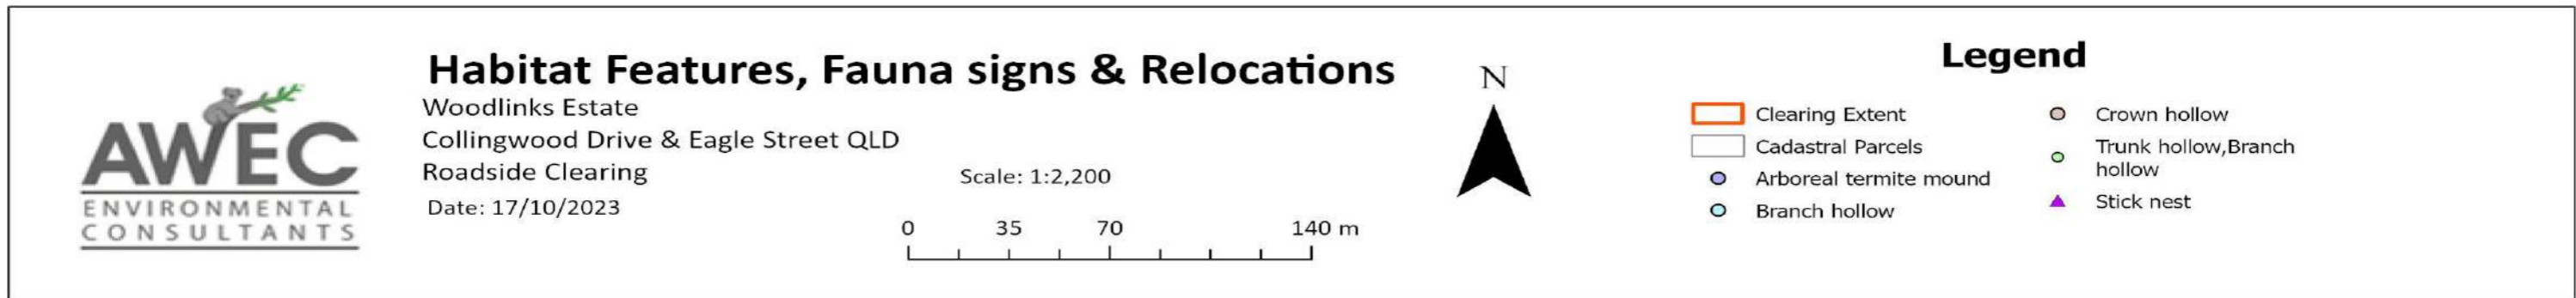 AWEC
ENVIRONMENTAL
CONSULTANTS
Habitat Features, Fauna signs & Relocations
Woodlinks Estate
Collingwood Drive & Eagle Street QLD
Roadside Clearing
Date: 17/10/2023
Scale: 1:2,200
0 35 70 140 m
N
Legend
Clearing Extent
Cadastral Parcels
Arboreal termite mound
Branch hollow
Crown hollow
Trunk hollow,Branch
hollow
Stick nest